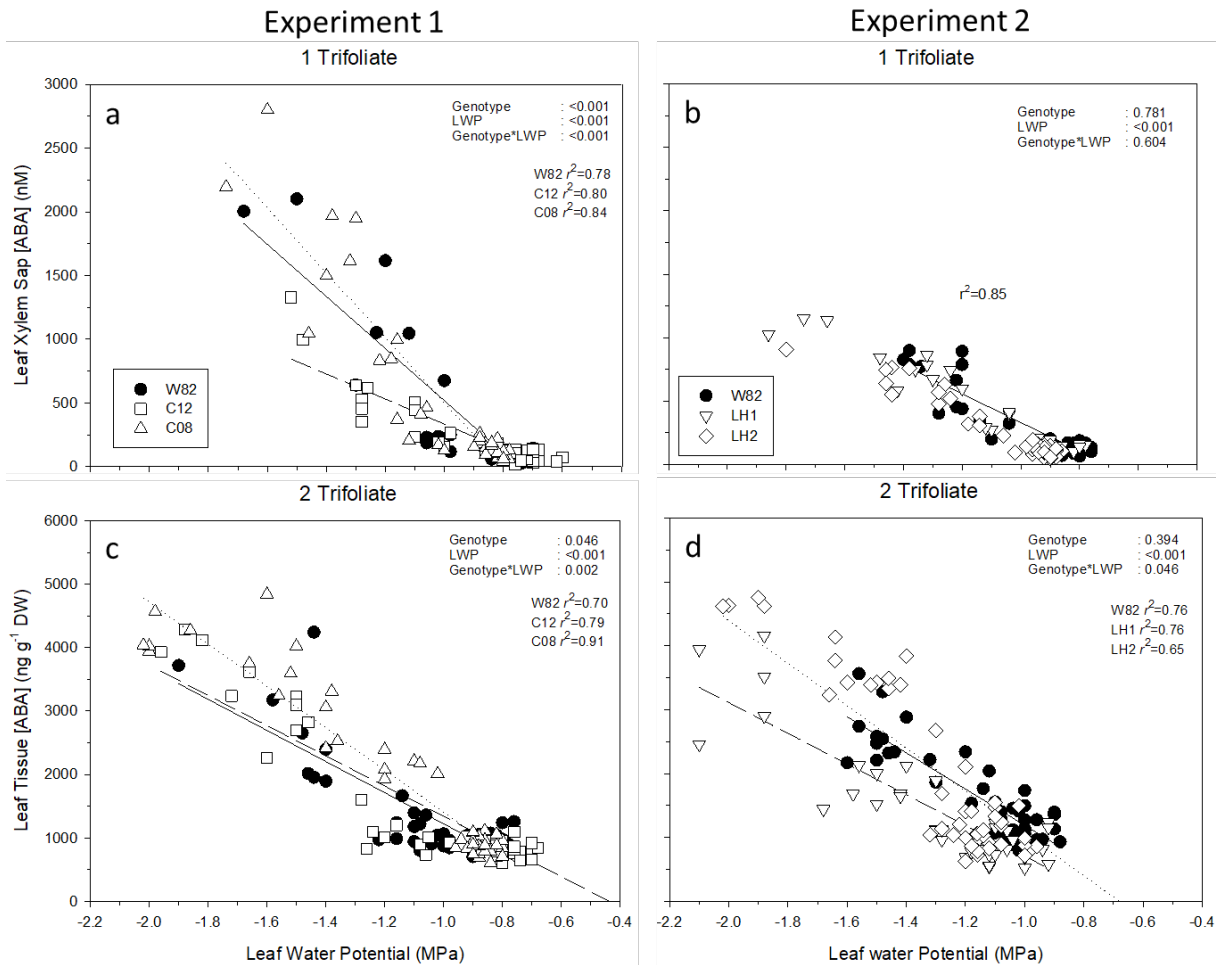 Experiment 1
Experiment 2
1 Trifoliate
1 Trifoliate
3000
2500
2000
1500
1000
500
0
Leaf Xylem Sap [ABA] (nM)
a
Genotype : <0.001
LWP : <0.001
Genotype*LWP : <0.001
W82 r²=0.78
C12 r²=0.80
C08 r²=0.84
W82
C12
C08
b
Genotype : 0.781
LWP : <0.001
Genotype*LWP : 0.604
r²=0.85
W82
LH1
LH2
2 Trifoliate
2 Trifoliate
6000
5000
4000
3000
2000
1000
0
Leaf Tissue [ABA] (ng g⁻¹ DW)
c
Genotype : 0.046
LWP : <0.001
Genotype*LWP : 0.002
W82 r²=0.70
C12 r²=0.79
C08 r²=0.91
d
Genotype : 0.394
LWP : <0.001
Genotype*LWP : 0.046
W82 r²=0.76
LH1 r²=0.76
LH2 r²=0.65
-2.2 -2.0 -1.8 -1.6 -1.4 -1.2 -1.0 -0.8 -0.6 -0.4
-2.2 -2.0 -1.8 -1.6 -1.4 -1.2 -1.0 -0.8 -0.6 -0.4
Leaf Water Potential (MPa)
Leaf water Potential (MPa)